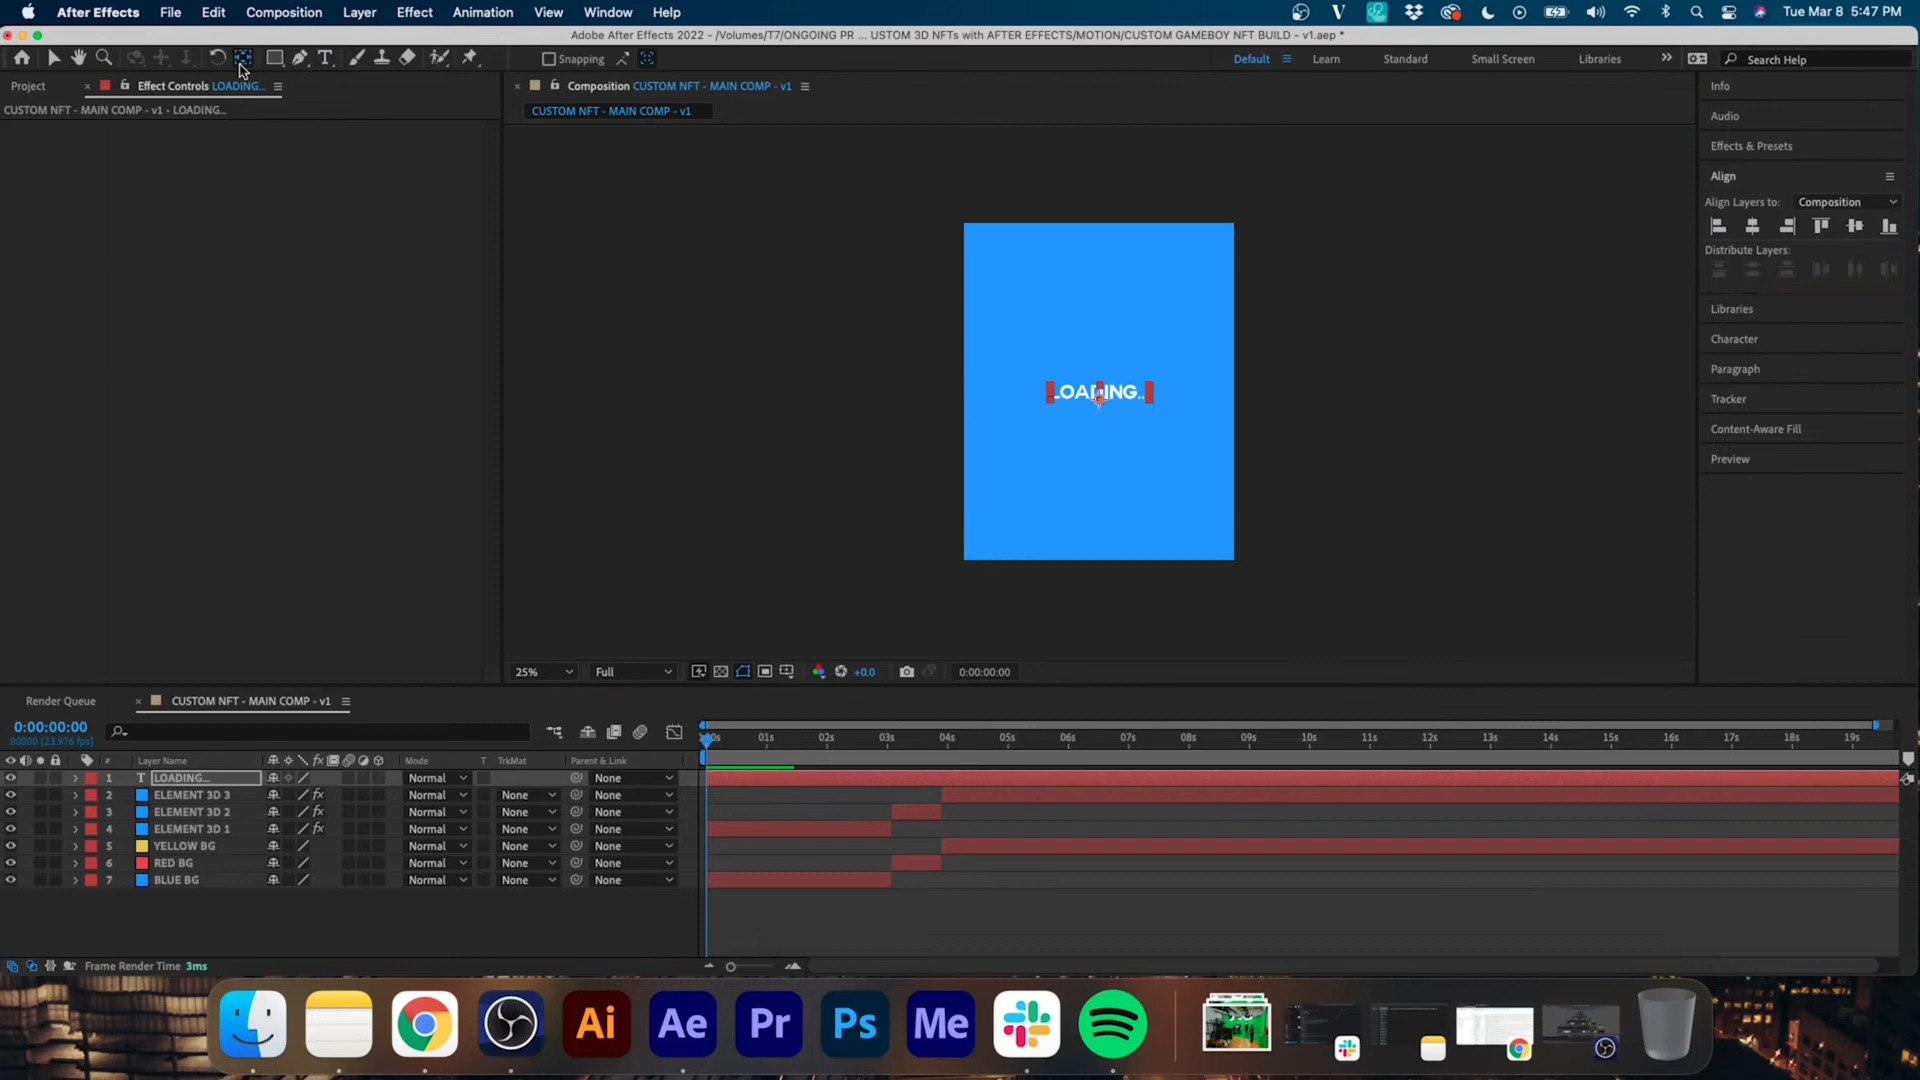 After Effects File Edit Composition Layer Effect Animation View Window Help Tue Mar 8 5:47 PM
Adobe After Effects 2022 - /Volumes/T7/ONGOING PR ... USTOM 3D NFTs with AFTER EFFECTS/MOTION/CUSTOM GAMEBOY NFT BUILD - v1.aep *
Snapping Default Learn Standard Small Screen Libraries Search Help
Project Effect Controls LOADING...
Composition CUSTOM NFT - MAIN COMP - v1
CUSTOM NFT - MAIN COMP - v1 - LOADING...
CUSTOM NFT - MAIN COMP - v1
Info
Audio
Effects & Presets
Align
Align Layers to: Composition
Distribute Layers:
Libraries
Character
Paragraph
Tracker
Content-Aware Fill
Preview
LOADING..
25% Full +0.0 0:00:00:00
Render Queue CUSTOM NFT - MAIN COMP - v1
0:00:00:00
00000 (23.976 fps)
:00s 01s 02s 03s 04s 05s 06s 07s 08s 09s 10s 11s 12s 13s 14s 15s 16s 17s 18s 19s
# Layer Name Mode T TrkMat Parent & Link
1 T LOADING... Normal None
2 ELEMENT 3D 3 fx Normal None None
3 ELEMENT 3D 2 fx Normal None None
4 ELEMENT 3D 1 fx Normal None None
5 YELLOW BG Normal None None
6 RED BG Normal None None
7 BLUE BG Normal None None
Frame Render Time 3ms
Ai Ae Pr Ps Me